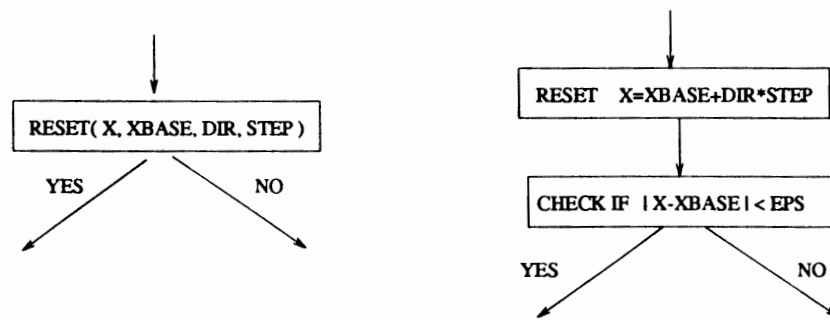 RESET( X, XBASE, DIR, STEP )
YES NO
RESET X=XBASE+DIR*STEP
CHECK IF | X-XBASE | < EPS
YES NO